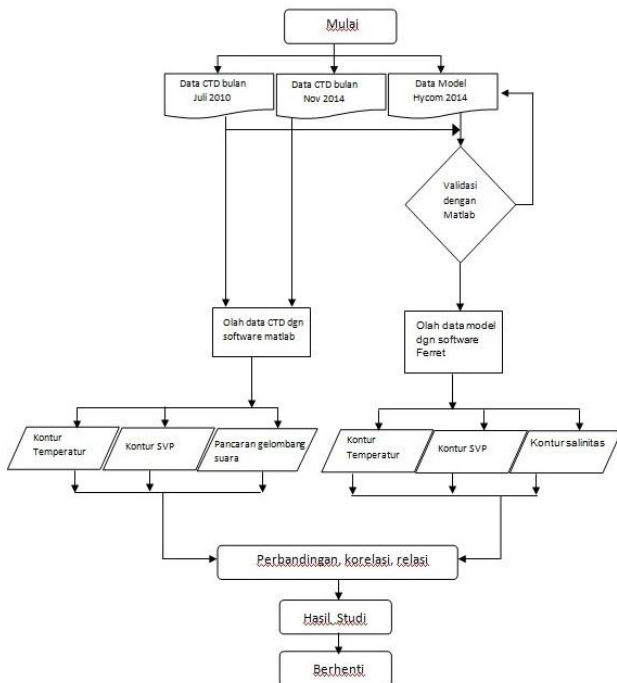 Mulai
Data CTD bulan
Juli 2010
Data CTD bulan
Nov 2014
Data Model
Hycom 2014
Validasi
dengan
Matlab
Olah data CTD dgn
software matlab
Olah data model
dgn software
Ferret
Kontur
Temperatur
Kontur SVP
Pancaran gelombang
suara
Kontur
Temperatur
Kontur SVP
Kontur salinitas
Perbandingan, korelasi, relasi
Hasil Studi
Berhenti